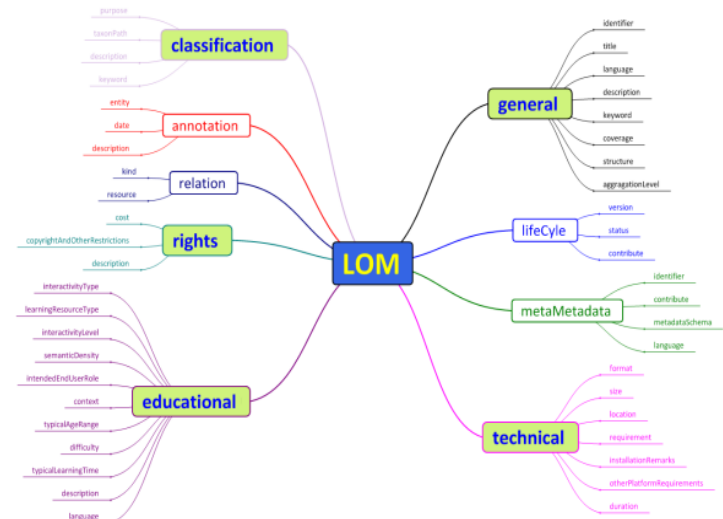 LOM
classification
purpose
taxonPath
description
keyword
annotation
entity
date
description
relation
kind
resource
rights
cost
copyrightAndOtherRestrictions
description
educational
interactivityType
learningResourceType
interactivityLevel
semanticDensity
intendedEndUserRole
context
typicalAgeRange
difficulty
typicalLearningTime
description
language
general
identifier
title
language
description
keyword
coverage
structure
aggragationLevel
lifeCyle
version
status
contribute
metaMetadata
identifier
contribute
metadataSchema
language
technical
format
size
location
requirement
installationRemarks
otherPlatformRequirements
duration